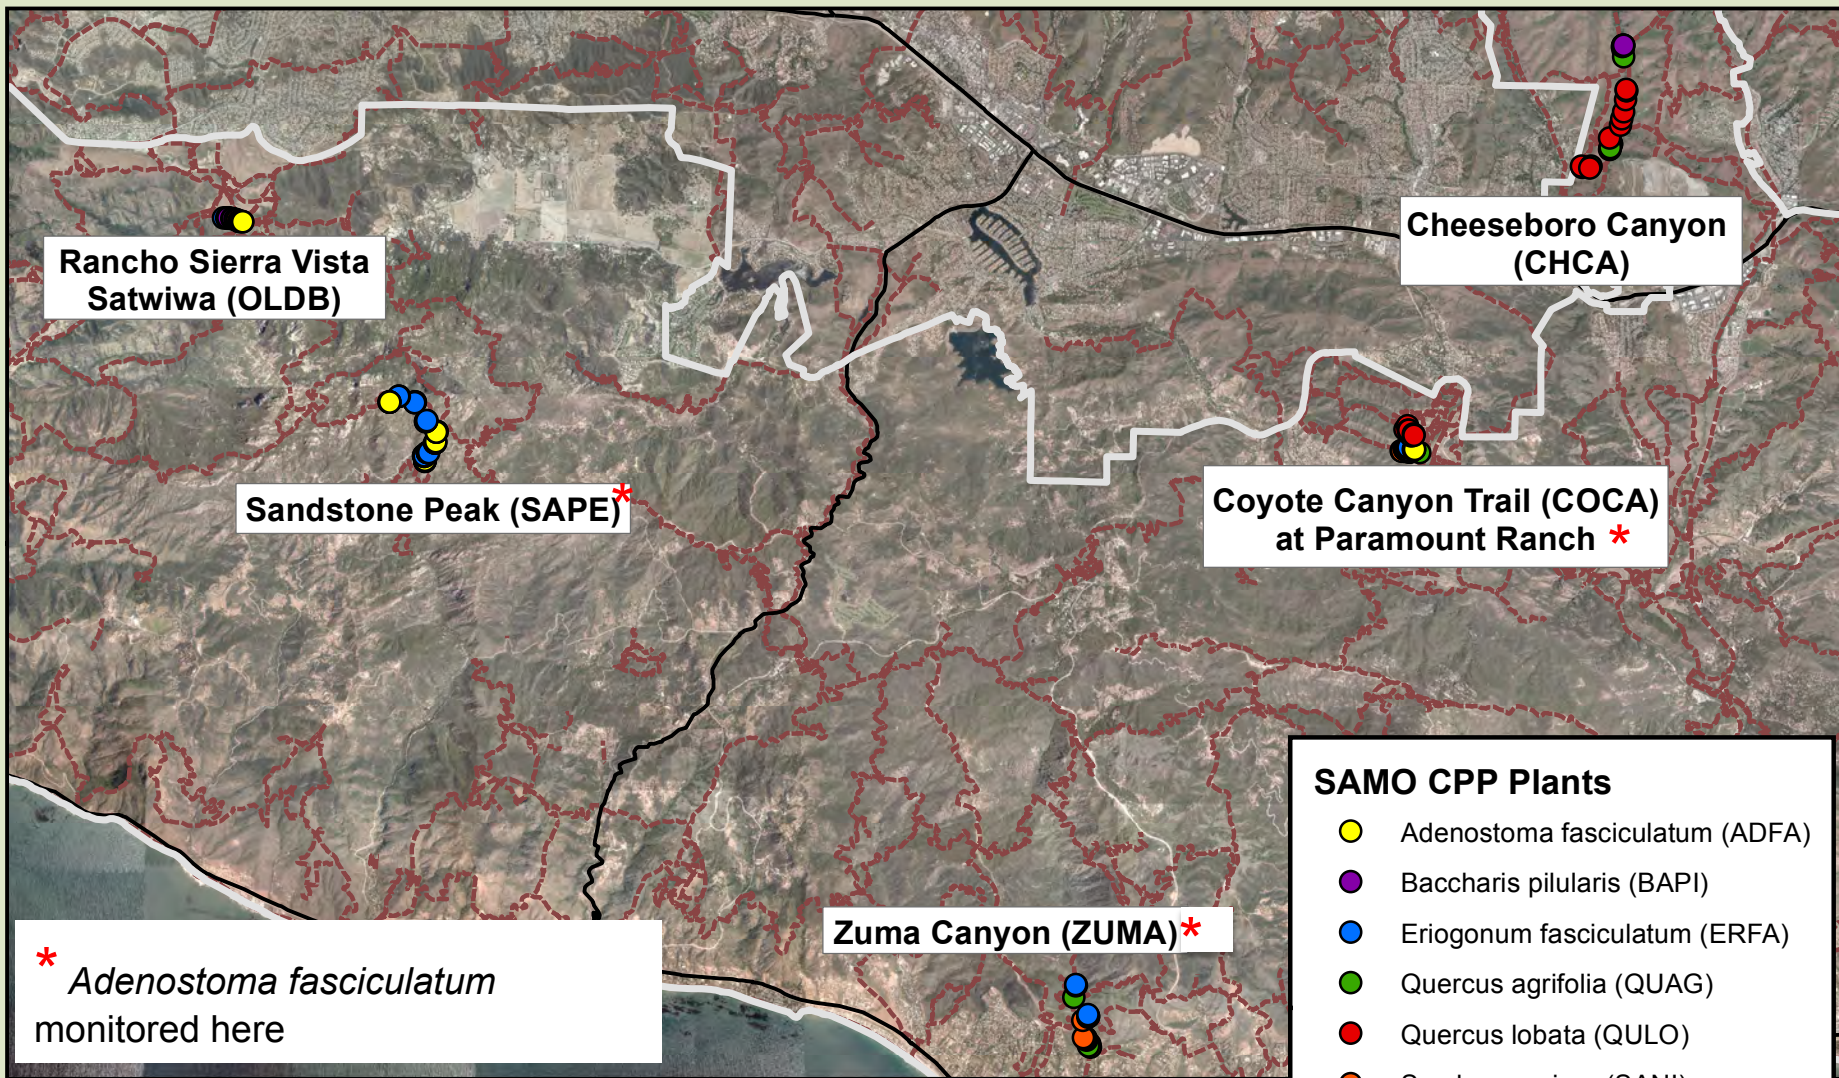 Cheeseboro Canyon
(CHCA)
Rancho Sierra Vista
Satwiwa (OLDB)
Sandstone Peak (SAPE)*
Coyote Canyon Trail (COCA)
at Paramount Ranch *
SAMO CPP Plants
Adenostoma fasciculatum (ADFA)
Baccharis pilularis (BAPI)
Eriogonum fasciculatum (ERFA)
Quercus agrifolia (QUAG)
Quercus lobata (QULO)
Zuma Canyon (ZUMA)*
* Adenostoma fasciculatum
monitored here